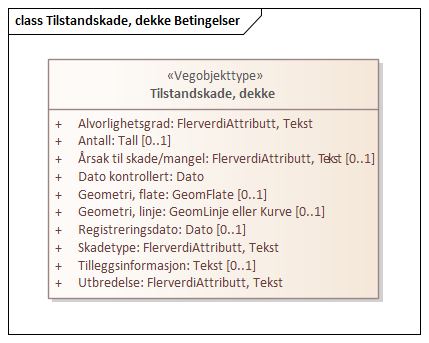 class Tilstandskade, dekke Betingelser
«Vegobjekttype»
Tilstandskade, dekke
+ Alvorlighetsgrad: FlerverdiAttributt, Tekst
+ Antall: Tall [0..1]
+ Årsak til skade/mangel: FlerverdiAttributt, Tekst [0..1]
+ Dato kontrollert: Dato
+ Geometri, flate: GeomFlate [0..1]
+ Geometri, linje: GeomLinje eller Kurve [0..1]
+ Registreringsdato: Dato [0..1]
+ Skadetype: FlerverdiAttributt, Tekst
+ Tilleggsinformasjon: Tekst [0..1]
+ Utbredelse: FlerverdiAttributt, Tekst